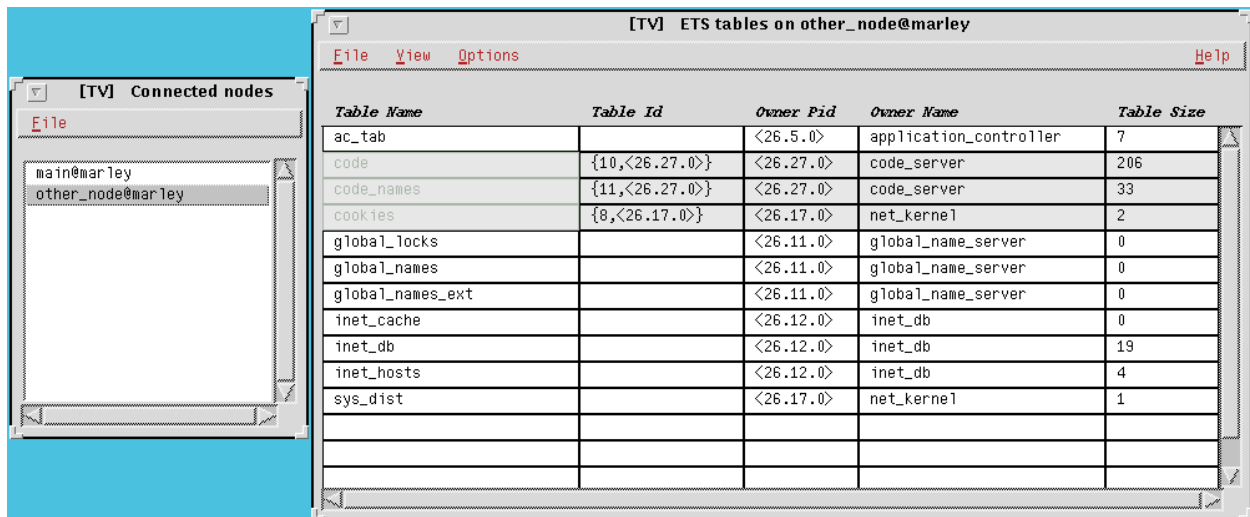 [TV] Connected nodes
File
main@marley
other_node@marley
[TV] ETS tables on other_node@marley
File View Options Help
Table Name Table Id Owner Pid Owner Name Table Size
ac_tab <26.5.0> application_controller 7
code {10,<26.27.0>} <26.27.0> code_server 206
code_names {11,<26.27.0>} <26.27.0> code_server 33
cookies {8,<26.17.0>} <26.17.0> net_kernel 2
global_locks <26.11.0> global_name_server 0
global_names <26.11.0> global_name_server 0
global_names_ext <26.11.0> global_name_server 0
inet_cache <26.12.0> inet_db 0
inet_db <26.12.0> inet_db 19
inet_hosts <26.12.0> inet_db 4
sys_dist <26.17.0> net_kernel 1